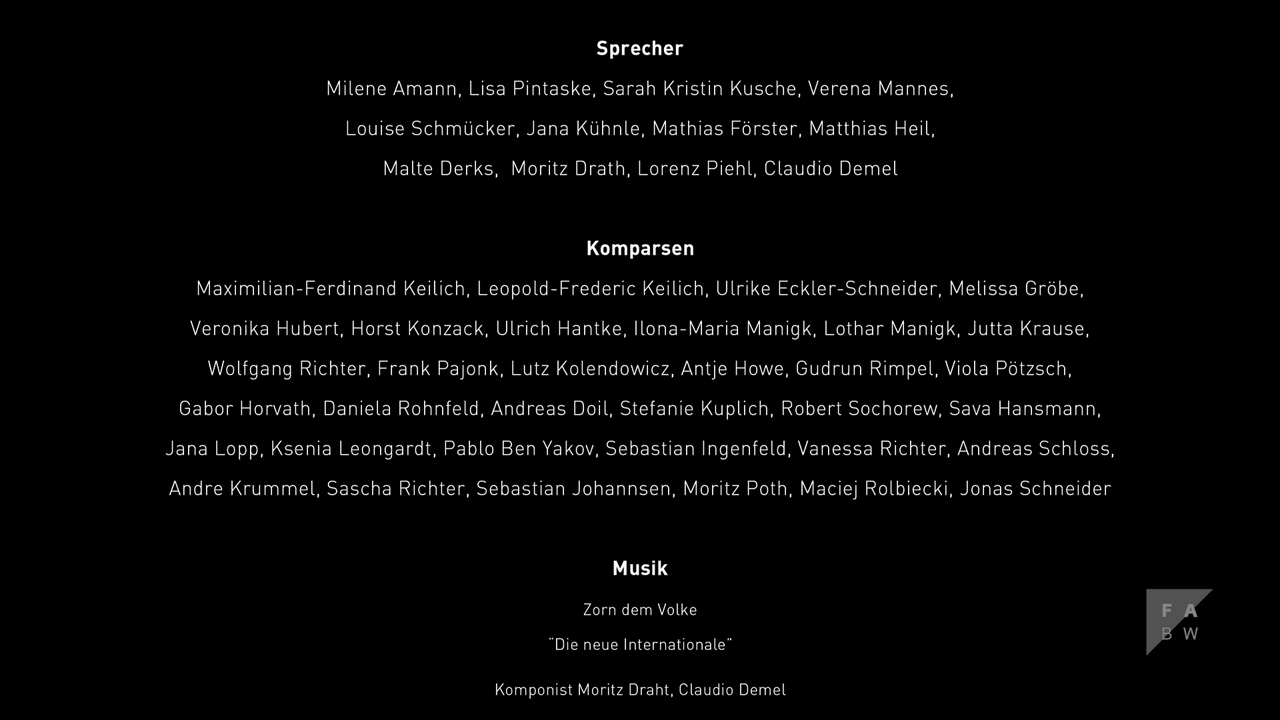 Sprecher
Milene Amann, Lisa Pintaske, Sarah Kristin Kusche, Verena Mannes,
Louise Schmücker, Jana Kühnle, Mathias Förster, Matthias Heil,
Malte Derks,  Moritz Drath, Lorenz Piehl, Claudio Demel
Komparsen
Maximilian-Ferdinand Keilich, Leopold-Frederic Keilich, Ulrike Eckler-Schneider, Melissa Gröbe,
Veronika Hubert, Horst Konzack, Ulrich Hantke, Ilona-Maria Manigk, Lothar Manigk, Jutta Krause,
Wolfgang Richter, Frank Pajonk, Lutz Kolendowicz, Antje Howe, Gudrun Rimpel, Viola Pötzsch,
Gabor Horvath, Daniela Rohnfeld, Andreas Doil, Stefanie Kuplich, Robert Sochorew, Sava Hansmann,
Jana Lopp, Ksenia Leongardt, Pablo Ben Yakov, Sebastian Ingenfeld, Vanessa Richter, Andreas Schloss,
Andre Krummel, Sascha Richter, Sebastian Johannsen, Moritz Poth, Maciej Rolbiecki, Jonas Schneider
Musik
Zorn dem Volke
“Die neue Internationale”
Komponist Moritz Draht, Claudio Demel
F A
B W